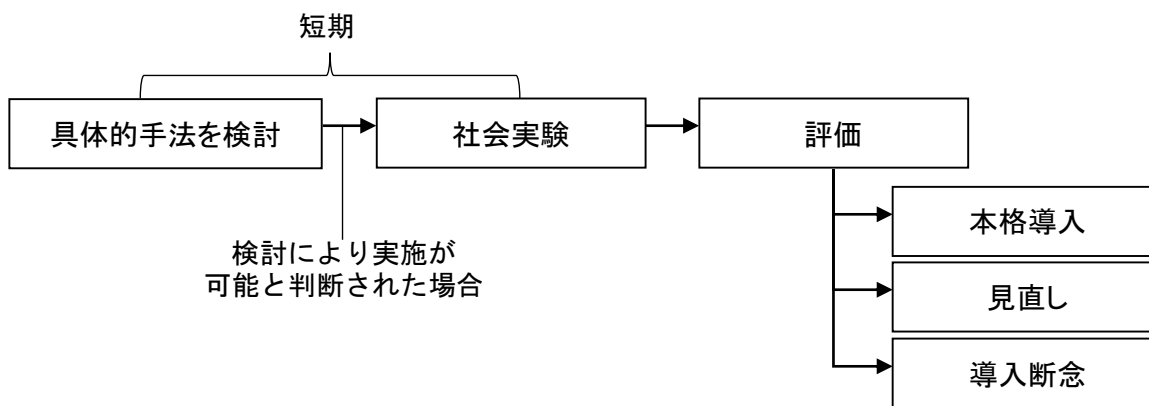 短期
具体的手法を検討
社会実験
評価
検討により実施が
可能と判断された場合
本格導入
見直し
導入断念